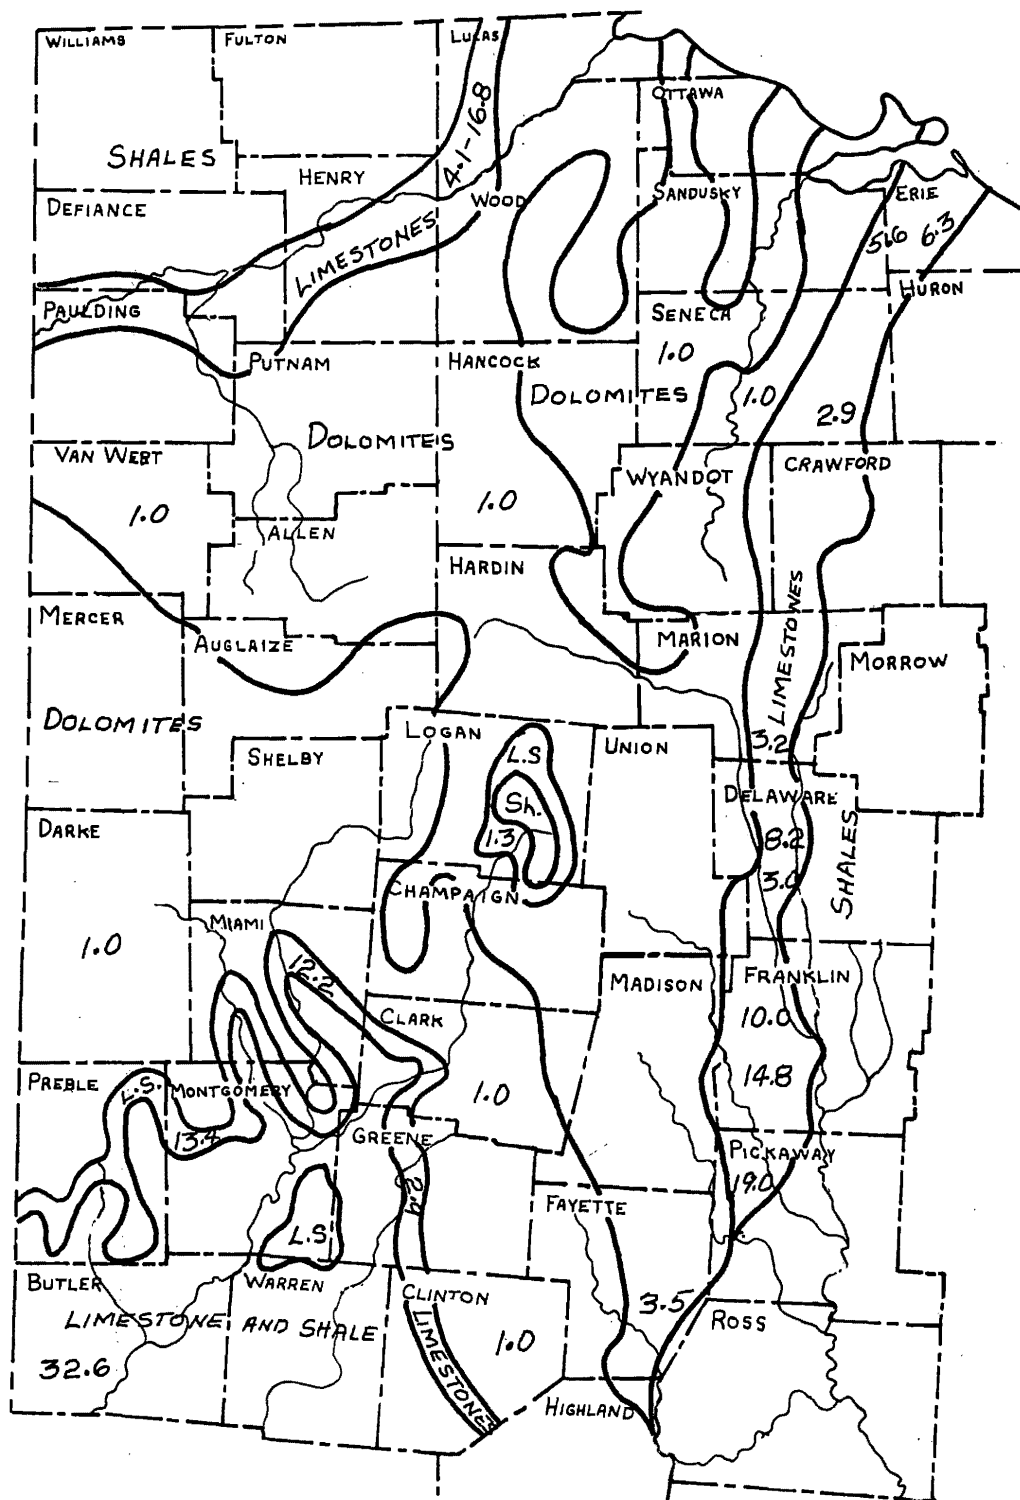 WILLIAMS
FULTON
LUCAS
OTTAWA
4.1-16.8
SHALES
HENRY
WOOD
SANDUSKY
ERIE
DEFIANCE
LIMESTONES
5.6
6.3
PAULDING
SENECA
HURON
PUTNAM
HANCOCK
1.0
DOLOMITES
1.0
2.9
DOLOMITES
VAN WERT
WYANDOT
CRAWFORD
1.0
1.0
ALLEN
HARDIN
LIMESTONES
MERCER
AUGLAIZE
MARION
MORROW
DOLOMITES
LOGAN
L.S
UNION
3.2
SHELBY
Sh.
DELAWARE
DARKE
1.3
8.2
SHALES
3.0
CHAMPAIGN
MIAMI
1.0
12.2
MADISON
FRANKLIN
CLARK
10.0
PREBLE
L.S.
MONTGOMERY
1.0
14.8
13.4
GREENE
PICKAWAY
2.9
19.0
FAYETTE
L.S
BUTLER
WARREN
CLINTON
3.5
LIMESTONE AND SHALE
LIMESTONES
ROSS
32.6
1.0
HIGHLAND